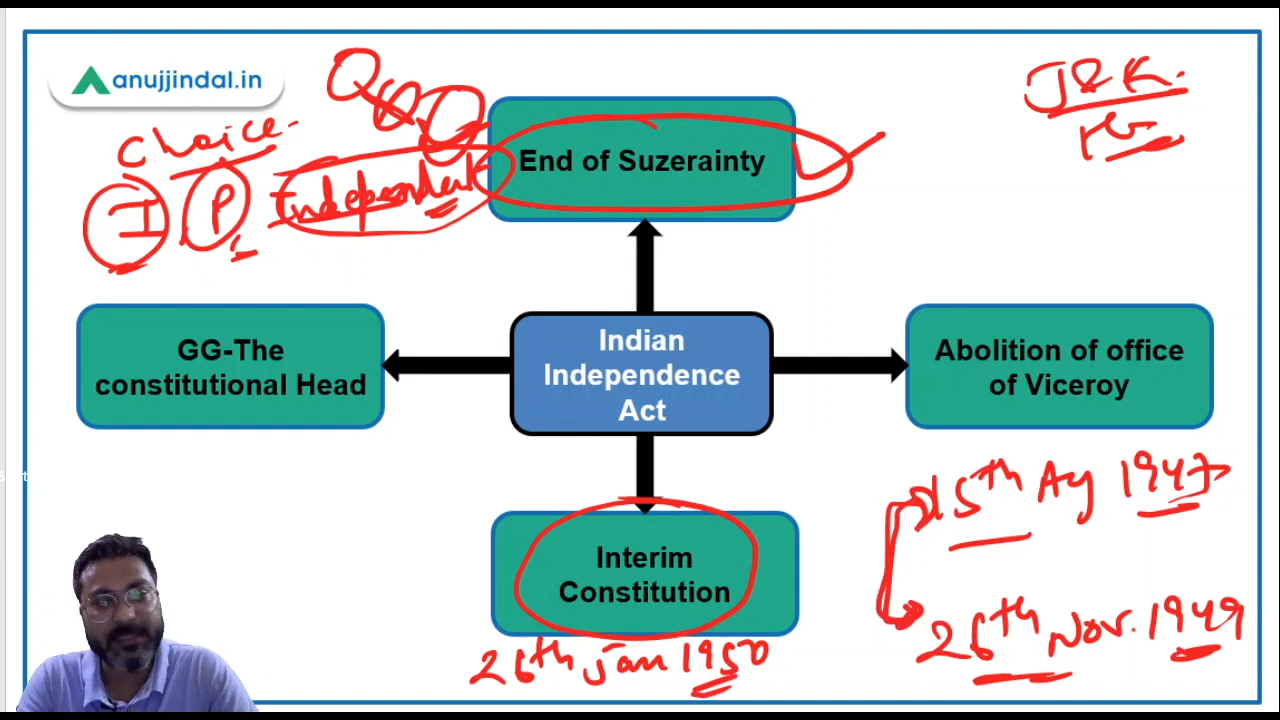 anujjindal.in
Choice.
I P Independent
J&K.
End of Suzerainty
GG-The
constitutional Head
Indian
Independence
Act
Abolition of office
of Viceroy
Interim
Constitution
26th Jan 1950
15th Aug 1947
26th Nov. 1949